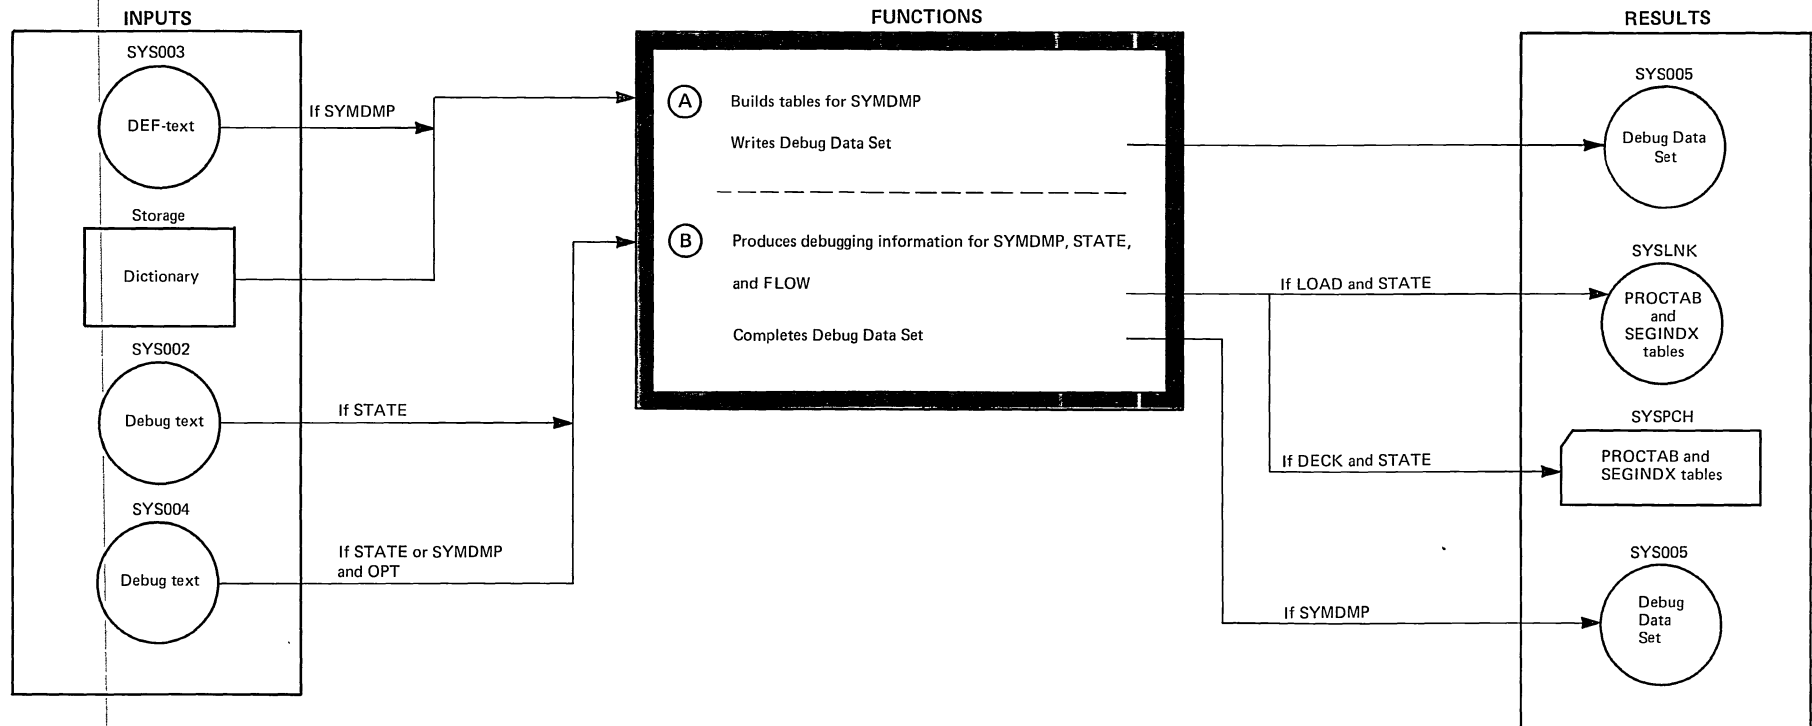 INPUTS
SYS003
DEF-text
If SYMDMP
Storage
Dictionary
SYS002
Debug text
If STATE
SYS004
Debug text
If STATE or SYMDMP
and OPT
FUNCTIONS
A
Builds tables for SYMDMP
Writes Debug Data Set
B
Produces debugging information for SYMDMP, STATE,
and FLOW
Completes Debug Data Set
If LOAD and STATE
If DECK and STATE
If SYMDMP
RESULTS
SYS005
Debug Data
Set
SYSLNK
PROCTAB
and
SEGINDX
tables
SYSPCH
PROCTAB and
SEGINDX tables
SYS005
Debug
Data
Set